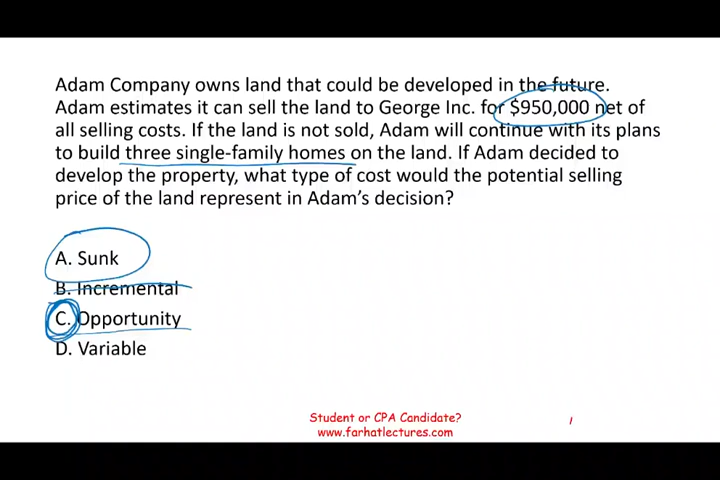 Adam Company owns land that could be developed in the future.
Adam estimates it can sell the land to George Inc. for $950,000 net of
all selling costs. If the land is not sold, Adam will continue with its plans
to build three single-family homes on the land. If Adam decided to
develop the property, what type of cost would the potential selling
price of the land represent in Adam's decision?
A. Sunk
B. Incremental
C. Opportunity
D. Variable
Student or CPA Candidate?
www.farhatlectures.com